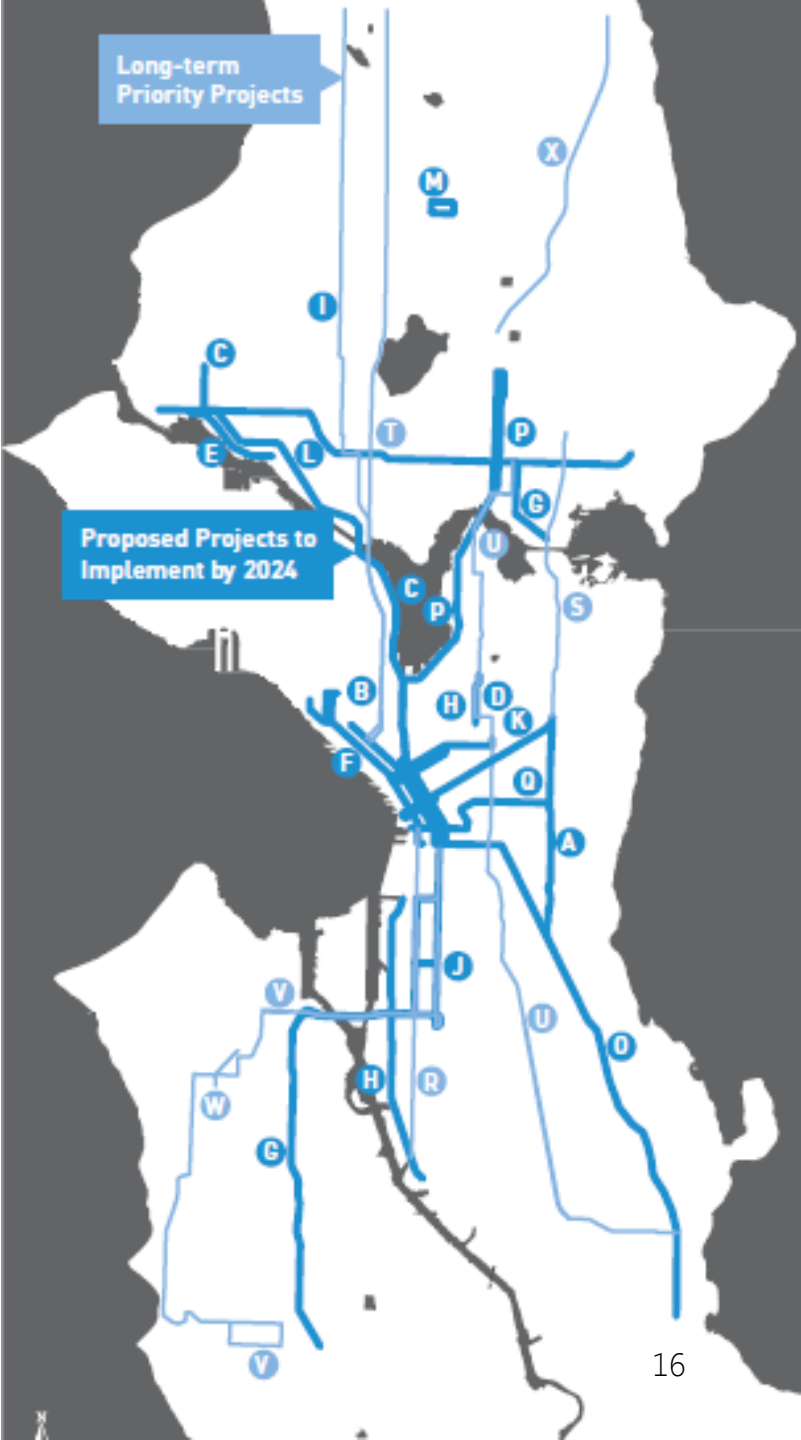 Long-term
Priority Projects
X
M
I
C
T
P
E
L
G
Proposed Projects to
Implement by 2024
U
C
P
S
B
H
D
K
F
Q
A
J
V
U
O
H
R
W
G
16
V
N